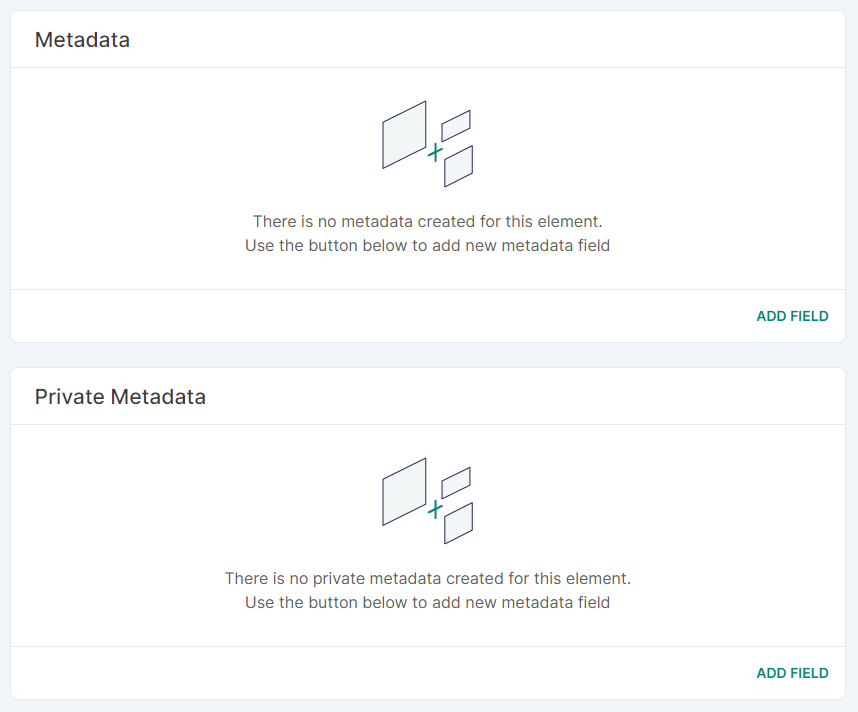 Metadata
There is no metadata created for this element.
Use the button below to add new metadata field
ADD FIELD
Private Metadata
There is no private metadata created for this element.
Use the button below to add new metadata field
ADD FIELD